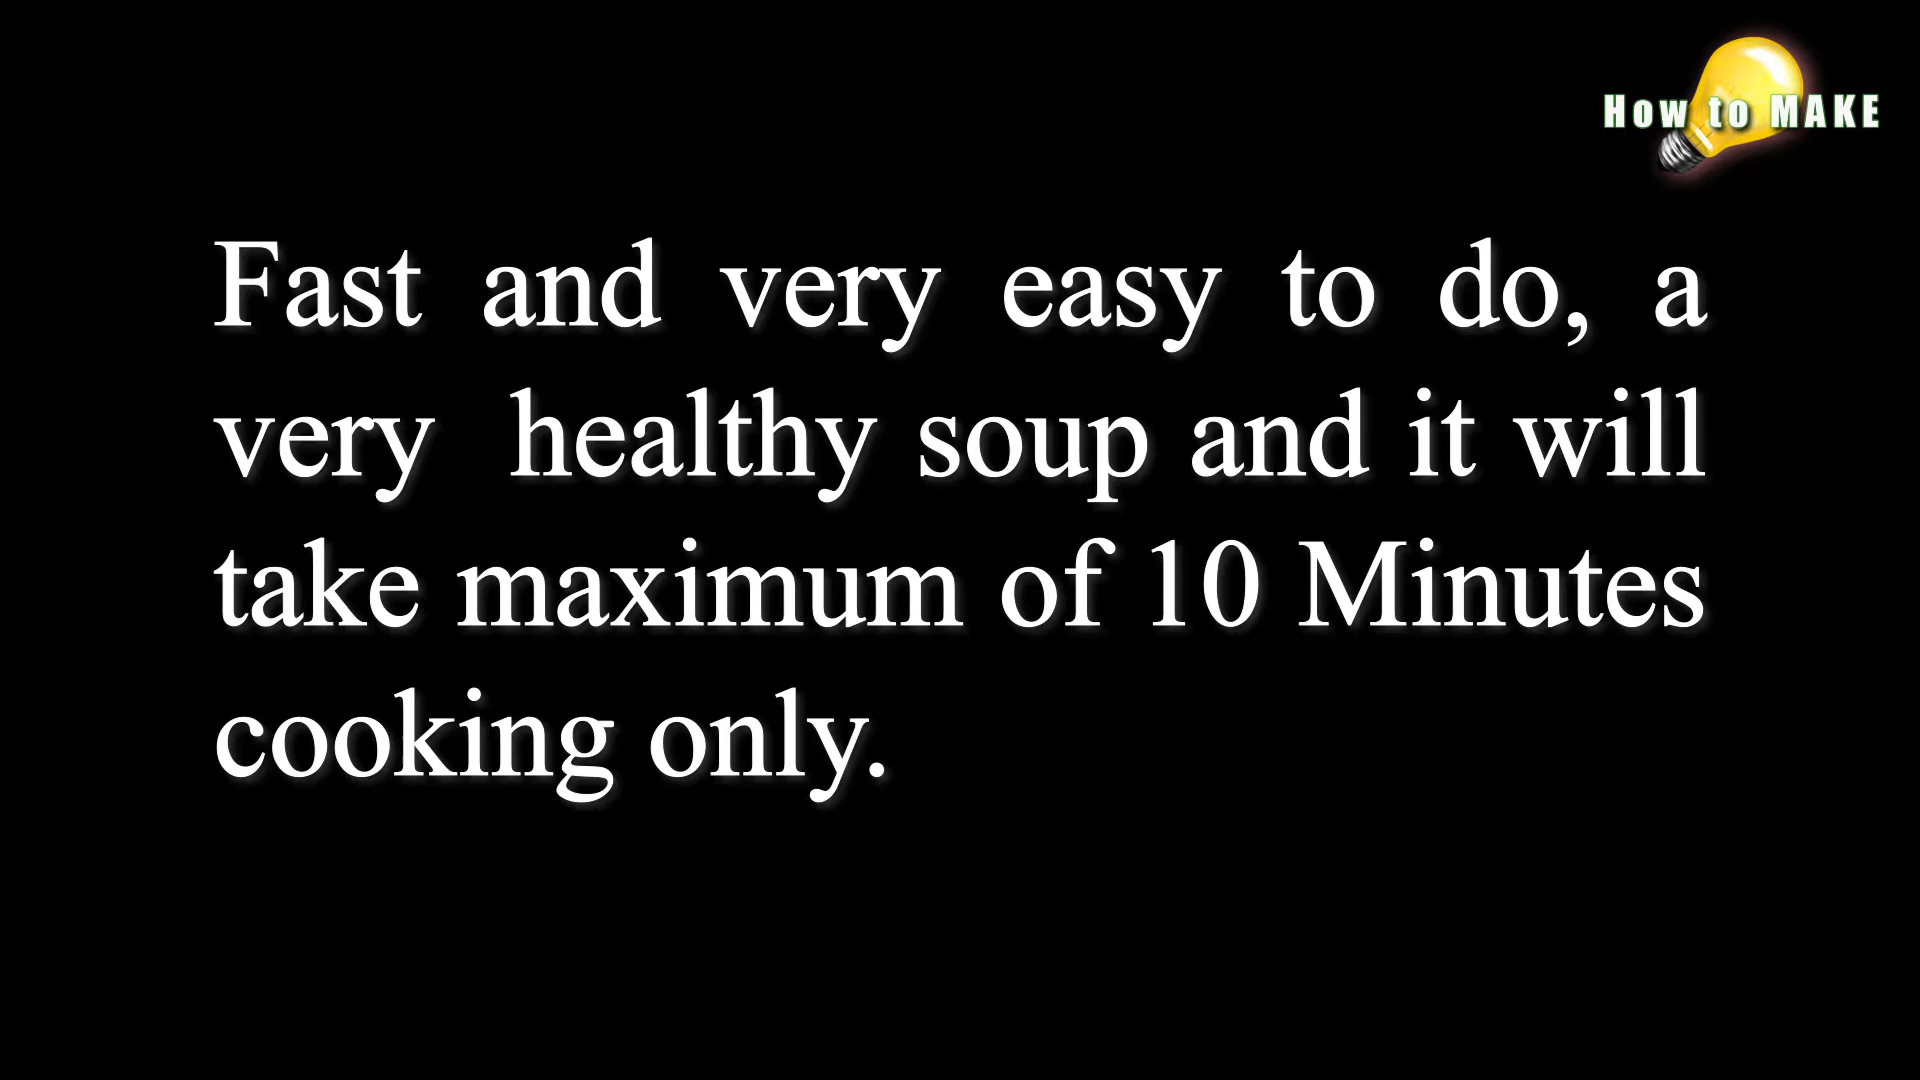 How to MAKE
Fast and very easy to do, a
very healthy soup and it will
take maximum of 10 Minutes
cooking only.